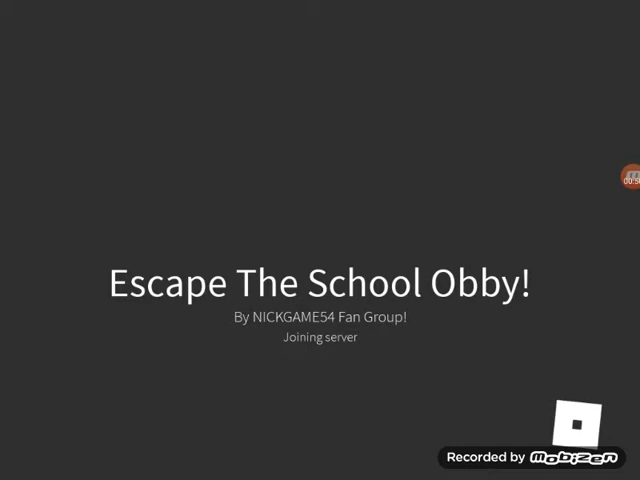 Escape The School Obby!
By NICKGAME54 Fan Group!
Joining server
Recorded by Mobizen